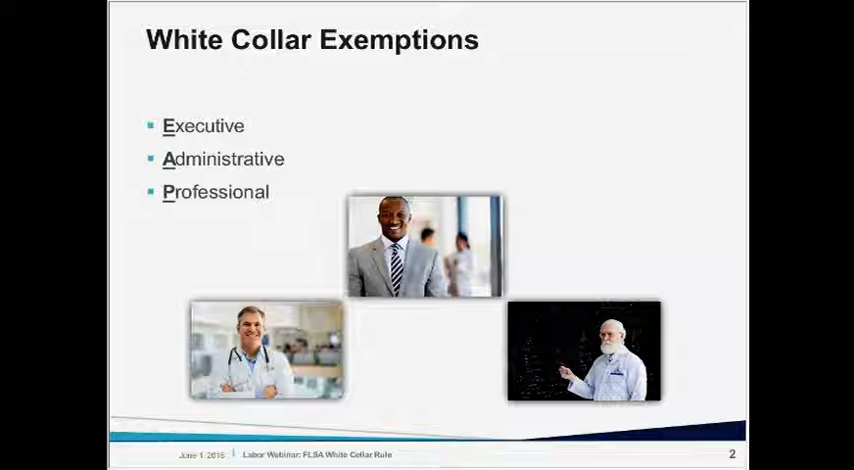 White Collar Exemptions
Executive
Administrative
Professional
June 1, 2016 | Labor Webinar: FLSA White Collar Rule
2